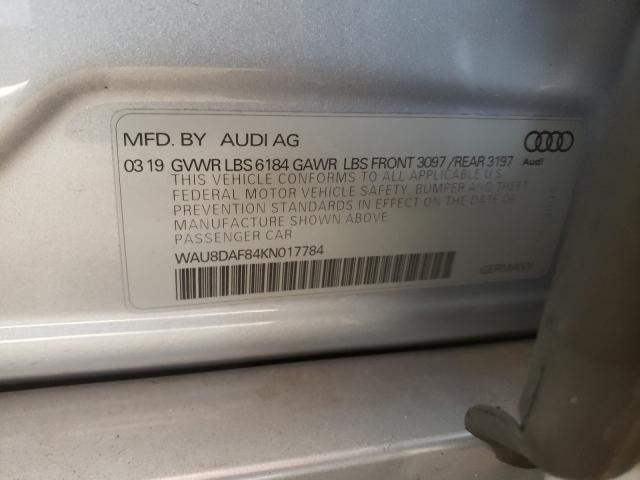 MFD. BY AUDI AG
03 19 GVWR LBS 6184 GAWR LBS FRONT 3097 /REAR 3197
Audi
THIS VEHICLE CONFORMS TO ALL APPLICABLE U.S.
FEDERAL MOTOR VEHICLE SAFETY, BUMPER AND THEFT
PREVENTION STANDARDS IN EFFECT ON THE DATE OF
MANUFACTURE SHOWN ABOVE
PASSENGER CAR
WAU8DAF84KN017784
GERMANY